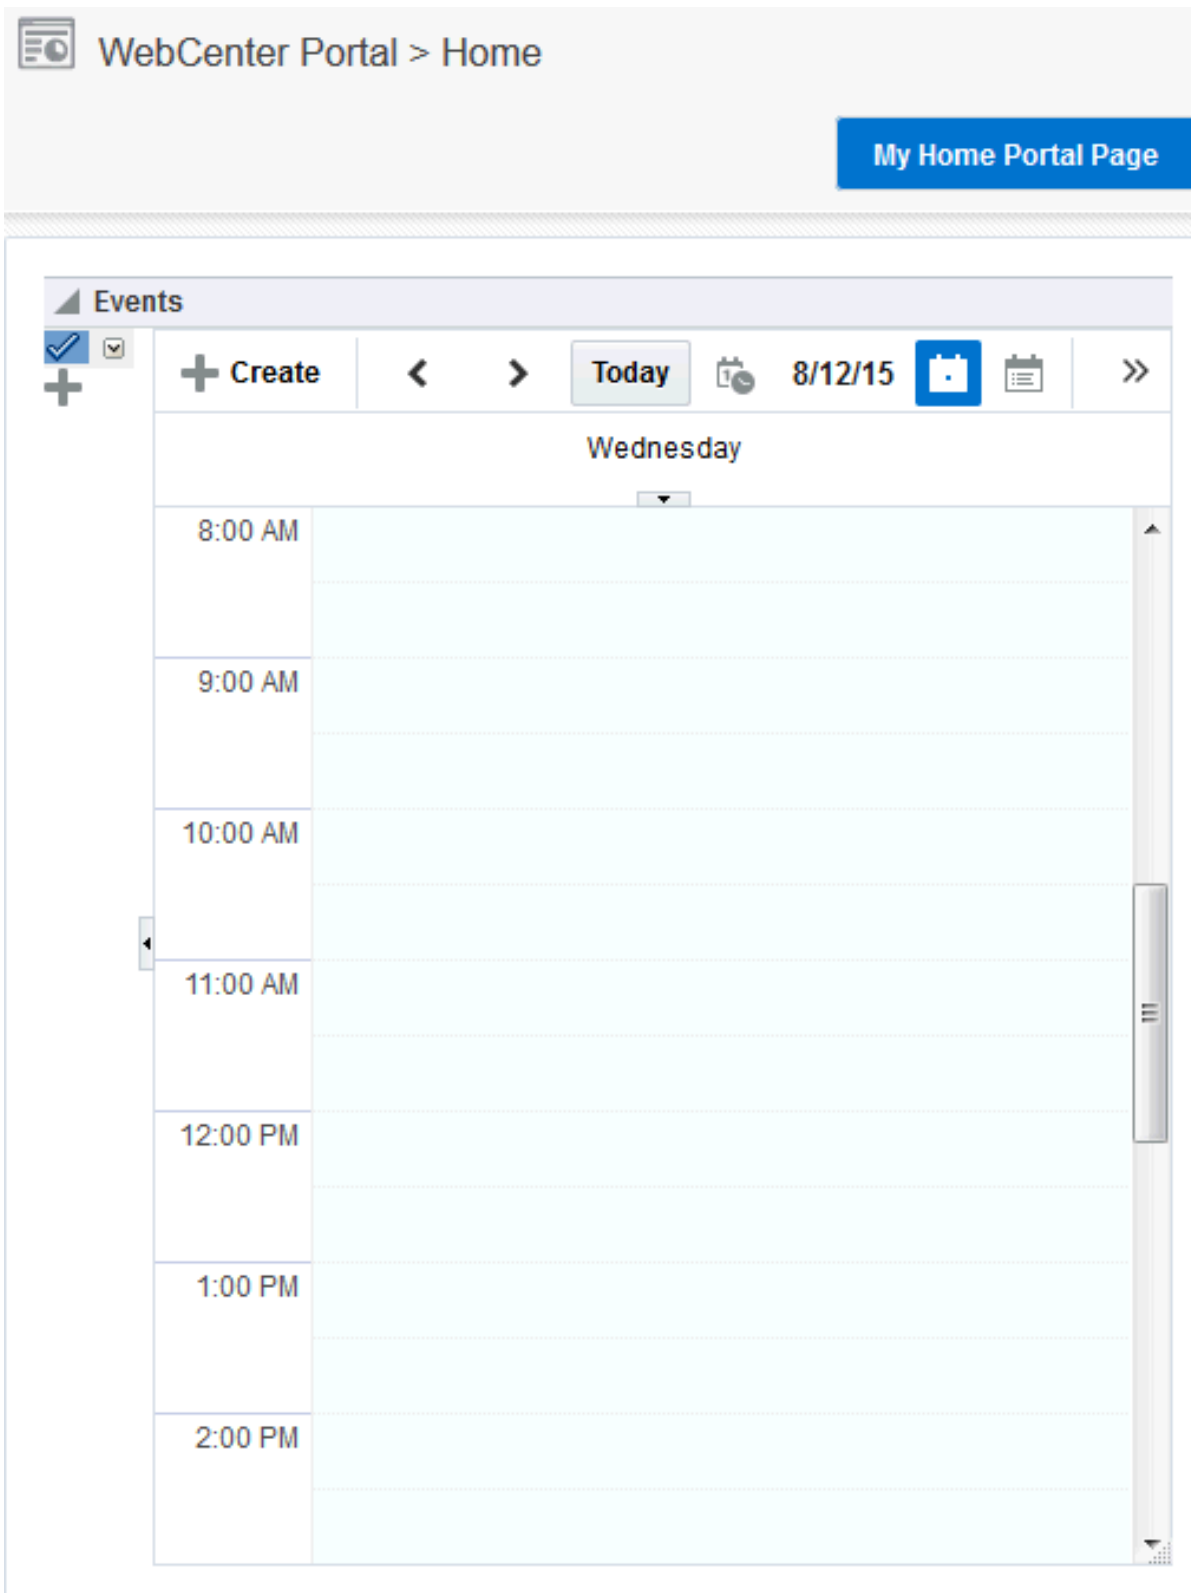 WebCenter Portal > Home
My Home Portal Page
Events
Create
Today
8/12/15
Wednesday
8:00 AM
9:00 AM
10:00 AM
11:00 AM
12:00 PM
1:00 PM
2:00 PM